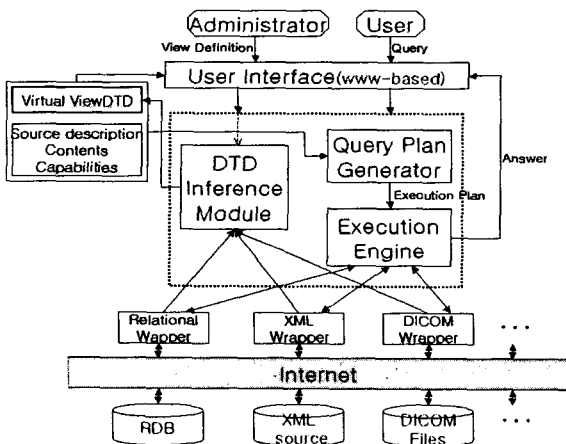 Administrator
User
View Definition
Query
User Interface(www-based)
Virtual ViewDTD
Source description
Contents
Capabilities
DTD
Inference
Module
Query Plan
Generator
Answer
Execution Plan
Execution
Engine
Relational
Wapper
XML
Wrapper
DICOM
Wrapper
...
Internet
RDB
XML
source
DICOM
Files
...